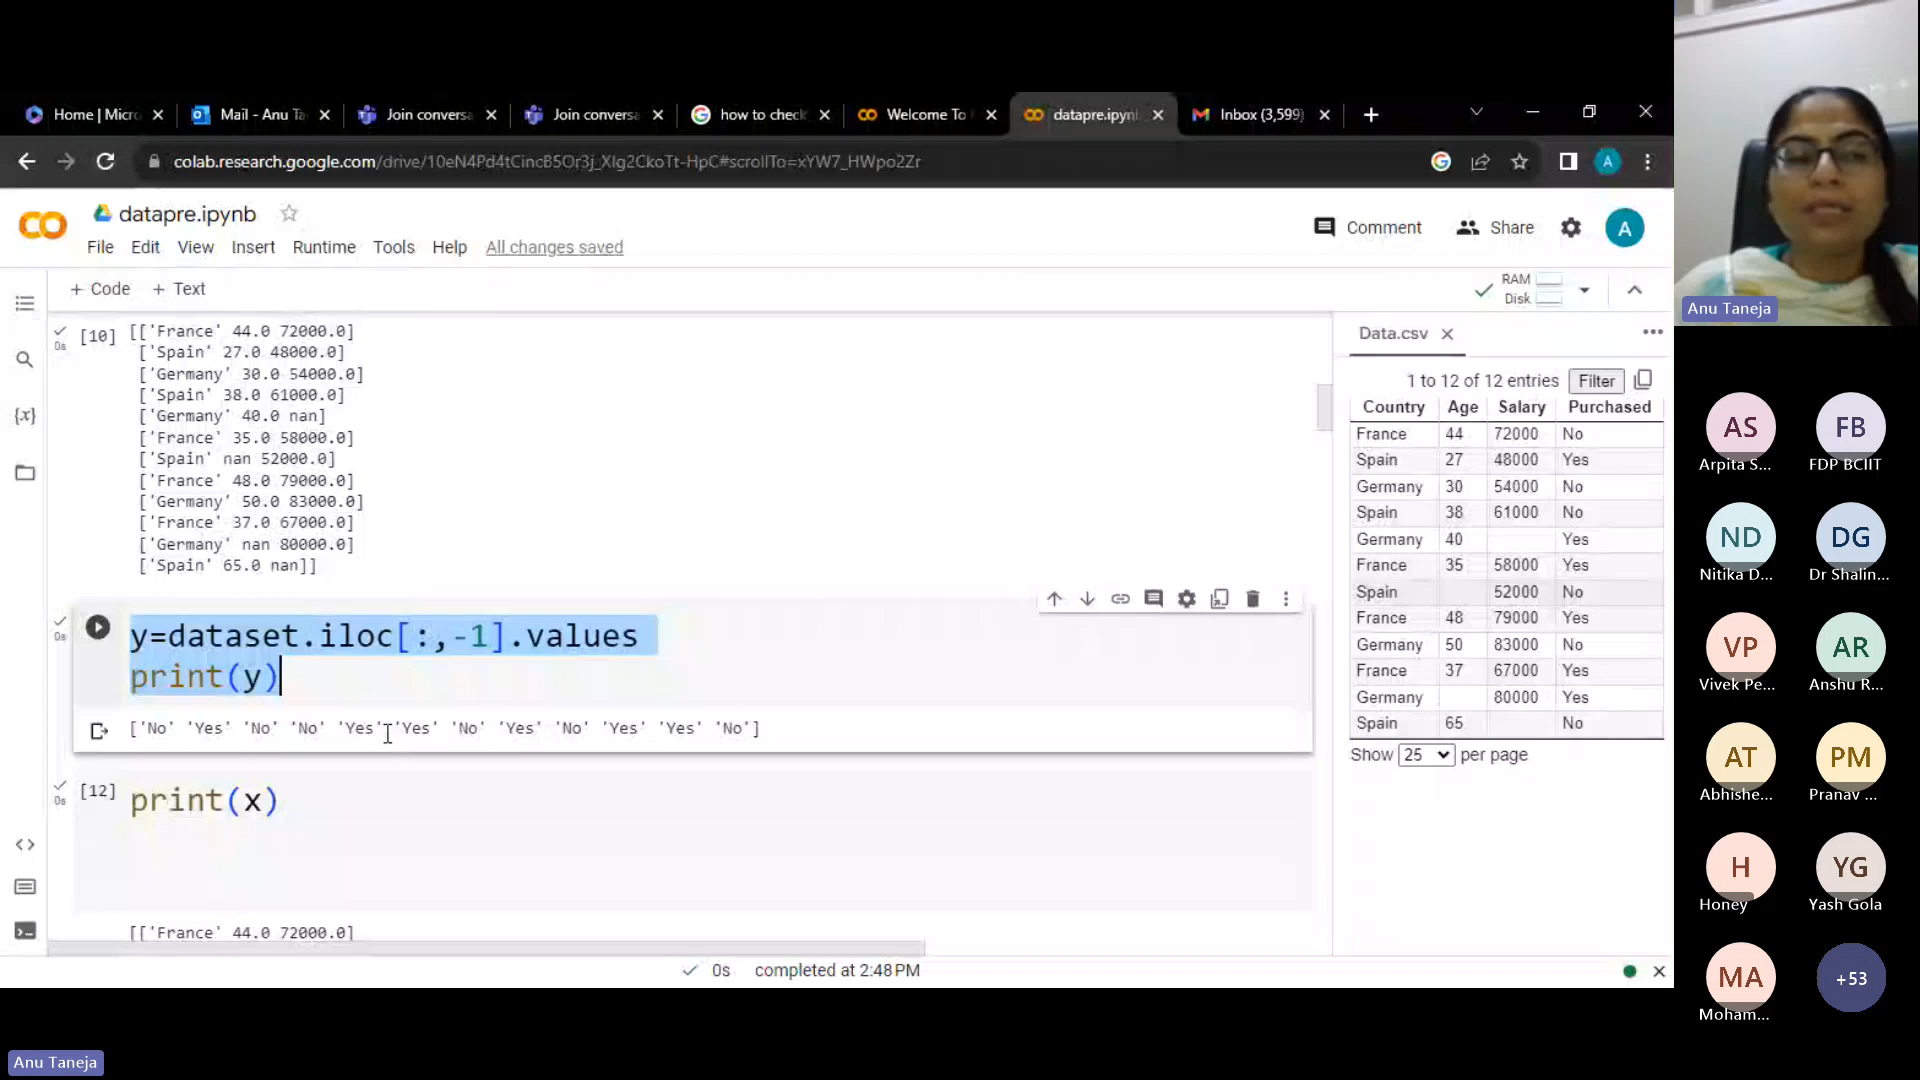 Home | Micro
Mail - Anu Ta
Join conversa
Join conversa
how to check
Welcome To
datapre.ipynb
Inbox (3,599)
colab.research.google.com/drive/10eN4Pd4tCincB5Or3j_XIg2CkoTt-HpC#scrollTo=xYW7_HWpo2Zr
A
CO
datapre.ipynb
Comment
Share
A
File Edit View Insert Runtime Tools Help All changes saved
+ Code + Text
RAM
Disk
[10]
0s
[['France' 44.0 72000.0]
['Spain' 27.0 48000.0]
['Germany' 30.0 54000.0]
['Spain' 38.0 61000.0]
['Germany' 40.0 nan]
['France' 35.0 58000.0]
['Spain' nan 52000.0]
['France' 48.0 79000.0]
['Germany' 50.0 83000.0]
['France' 37.0 67000.0]
['Germany' nan 80000.0]
['Spain' 65.0 nan]]
0s
y=dataset.iloc[:,-1].values
print(y)
['No' 'Yes' 'No' 'No' 'Yes' 'Yes' 'No' 'Yes' 'No' 'Yes' 'Yes' 'No']
[12]
0s
print(x)
[['France' 44.0 72000.0]
{x}
Data.csv
1 to 12 of 12 entries Filter
Country Age Salary Purchased
France 44 72000 No
Spain 27 48000 Yes
Germany 30 54000 No
Spain 38 61000 No
Germany 40 Yes
France 35 58000 Yes
Spain 52000 No
France 48 79000 Yes
Germany 50 83000 No
France 37 67000 Yes
Germany 80000 Yes
Spain 65 No
Show 25 per page
0s completed at 2:48 PM
Anu Taneja
AS
Arpita S...
FB
FDP BCIIT
ND
Nitika D...
DG
Dr Shalin...
VP
Vivek Pe...
AR
Anshu R...
AT
Abhishe...
PM
Pranav ...
H
Honey
YG
Yash Gola
MA
Moham...
+53
Anu Taneja